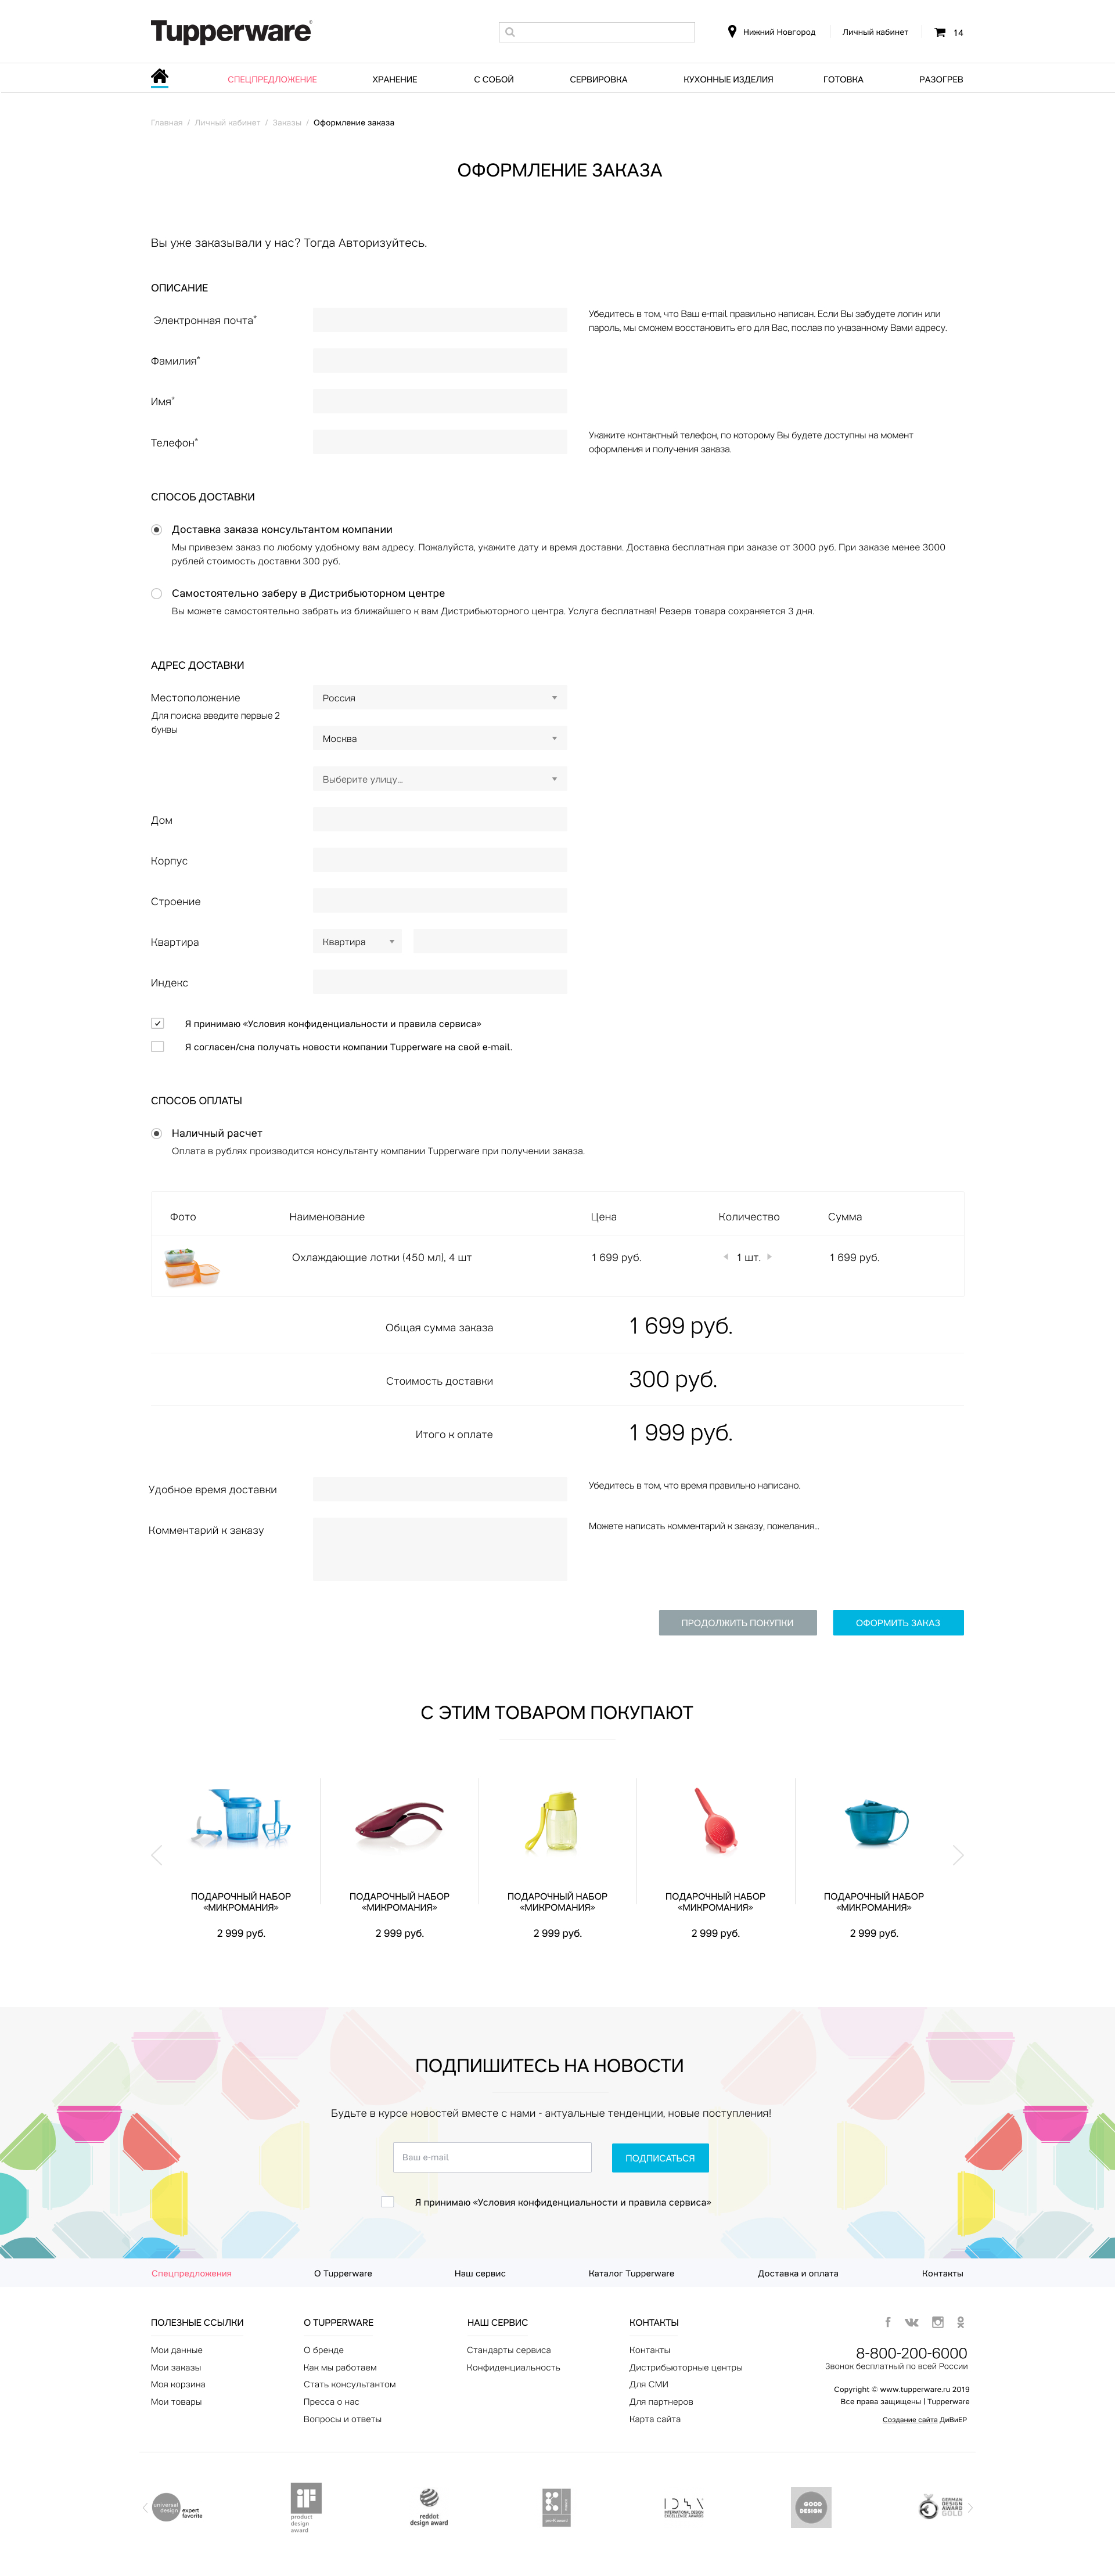 Tupperware®
Нижний Новгород
Личный кабинет
14
СПЕЦПРЕДЛОЖЕНИЕ
ХРАНЕНИЕ
С СОБОЙ
СЕРВИРОВКА
КУХОННЫЕ ИЗДЕЛИЯ
ГОТОВКА
РАЗОГРЕВ
Главная / Личный кабинет / Заказы / Оформление заказа
ОФОРМЛЕНИЕ ЗАКАЗА
Вы уже заказывали у нас? Тогда Авторизуйтесь.
ОПИСАНИЕ
Электронная почта*
Убедитесь в том, что Ваш e-mail правильно написан. Если Вы забудете логин или
пароль, мы сможем восстановить его для Вас, послав по указанному Вами адресу.
Фамилия*
Имя*
Телефон*
Укажите контактный телефон, по которому Вы будете доступны на момент
оформления и получения заказа.
СПОСОБ ДОСТАВКИ
Доставка заказа консультантом компании
Мы привезем заказ по любому удобному вам адресу. Пожалуйста, укажите дату и время доставки. Доставка бесплатная при заказе от 3000 руб. При заказе менее 3000
рублей стоимость доставки 300 руб.
Самостоятельно заберу в Дистрибьюторном центре
Вы можете самостоятельно забрать из ближайшего к вам Дистрибьюторного центра. Услуга бесплатная! Резерв товара сохраняется 3 дня.
АДРЕС ДОСТАВКИ
Местоположение
Для поиска введите первые 2
буквы
Россия
Москва
Выберите улицу...
Дом
Корпус
Строение
Квартира
Квартира
Индекс
Я принимаю «Условия конфиденциальности и правила сервиса»
Я согласен/сна получать новости компании Tupperware на свой e-mail.
СПОСОБ ОПЛАТЫ
Наличный расчет
Оплата в рублях производится консультанту компании Tupperware при получении заказа.
Фото
Наименование
Цена
Количество
Сумма
Охлаждающие лотки (450 мл), 4 шт
1 699 руб.
1 шт.
1 699 руб.
Общая сумма заказа
1 699 руб.
Стоимость доставки
300 руб.
Итого к оплате
1 999 руб.
Удобное время доставки
Убедитесь в том, что время правильно написано.
Комментарий к заказу
Можете написать комментарий к заказу, пожелания...
ПРОДОЛЖИТЬ ПОКУПКИ
ОФОРМИТЬ ЗАКАЗ
С ЭТИМ ТОВАРОМ ПОКУПАЮТ
ПОДАРОЧНЫЙ НАБОР
«МИКРОМАНИЯ»
2 999 руб.
ПОДАРОЧНЫЙ НАБОР
«МИКРОМАНИЯ»
2 999 руб.
ПОДАРОЧНЫЙ НАБОР
«МИКРОМАНИЯ»
2 999 руб.
ПОДАРОЧНЫЙ НАБОР
«МИКРОМАНИЯ»
2 999 руб.
ПОДАРОЧНЫЙ НАБОР
«МИКРОМАНИЯ»
2 999 руб.
ПОДПИШИТЕСЬ НА НОВОСТИ
Будьте в курсе новостей вместе с нами - актуальные тенденции, новые поступления!
Ваш e-mail
ПОДПИСАТЬСЯ
Я принимаю «Условия конфиденциальности и правила сервиса»
Спецпредложения
О Tupperware
Наш сервис
Каталог Tupperware
Доставка и оплата
Контакты
ПОЛЕЗНЫЕ ССЫЛКИ
Мои данные
Мои заказы
Моя корзина
Мои товары
О TUPPERWARE
О бренде
Как мы работаем
Стать консультантом
Пресса о нас
Вопросы и ответы
НАШ СЕРВИС
Стандарты сервиса
Конфиденциальность
КОНТАКТЫ
Контакты
Дистрибьюторные центры
Для СМИ
Для партнеров
Карта сайта
8-800-200-6000
Звонок бесплатный по всей России
Copyright © www.tupperware.ru 2019
Все права защищены | Tupperware
Создание сайта ДиВиЕР
universal
design
expert
favorite
iF
product
design
award
reddot
design award
IDEA
INTERNATIONAL DESIGN
EXCELLENCE AWARDS
GOOD
DESIGN
GERMAN
DESIGN
AWARD
GOLD